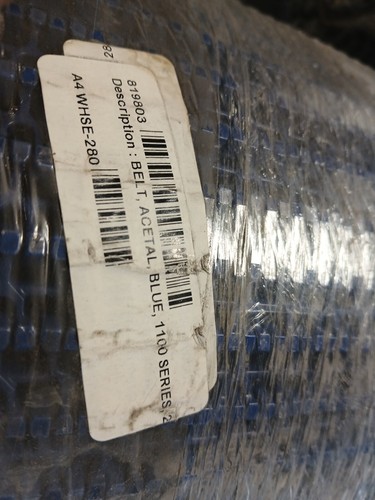 28
819803
Description : BELT, ACETAL, BLUE, 1100 SERIES, 2
A4 WHSE-280